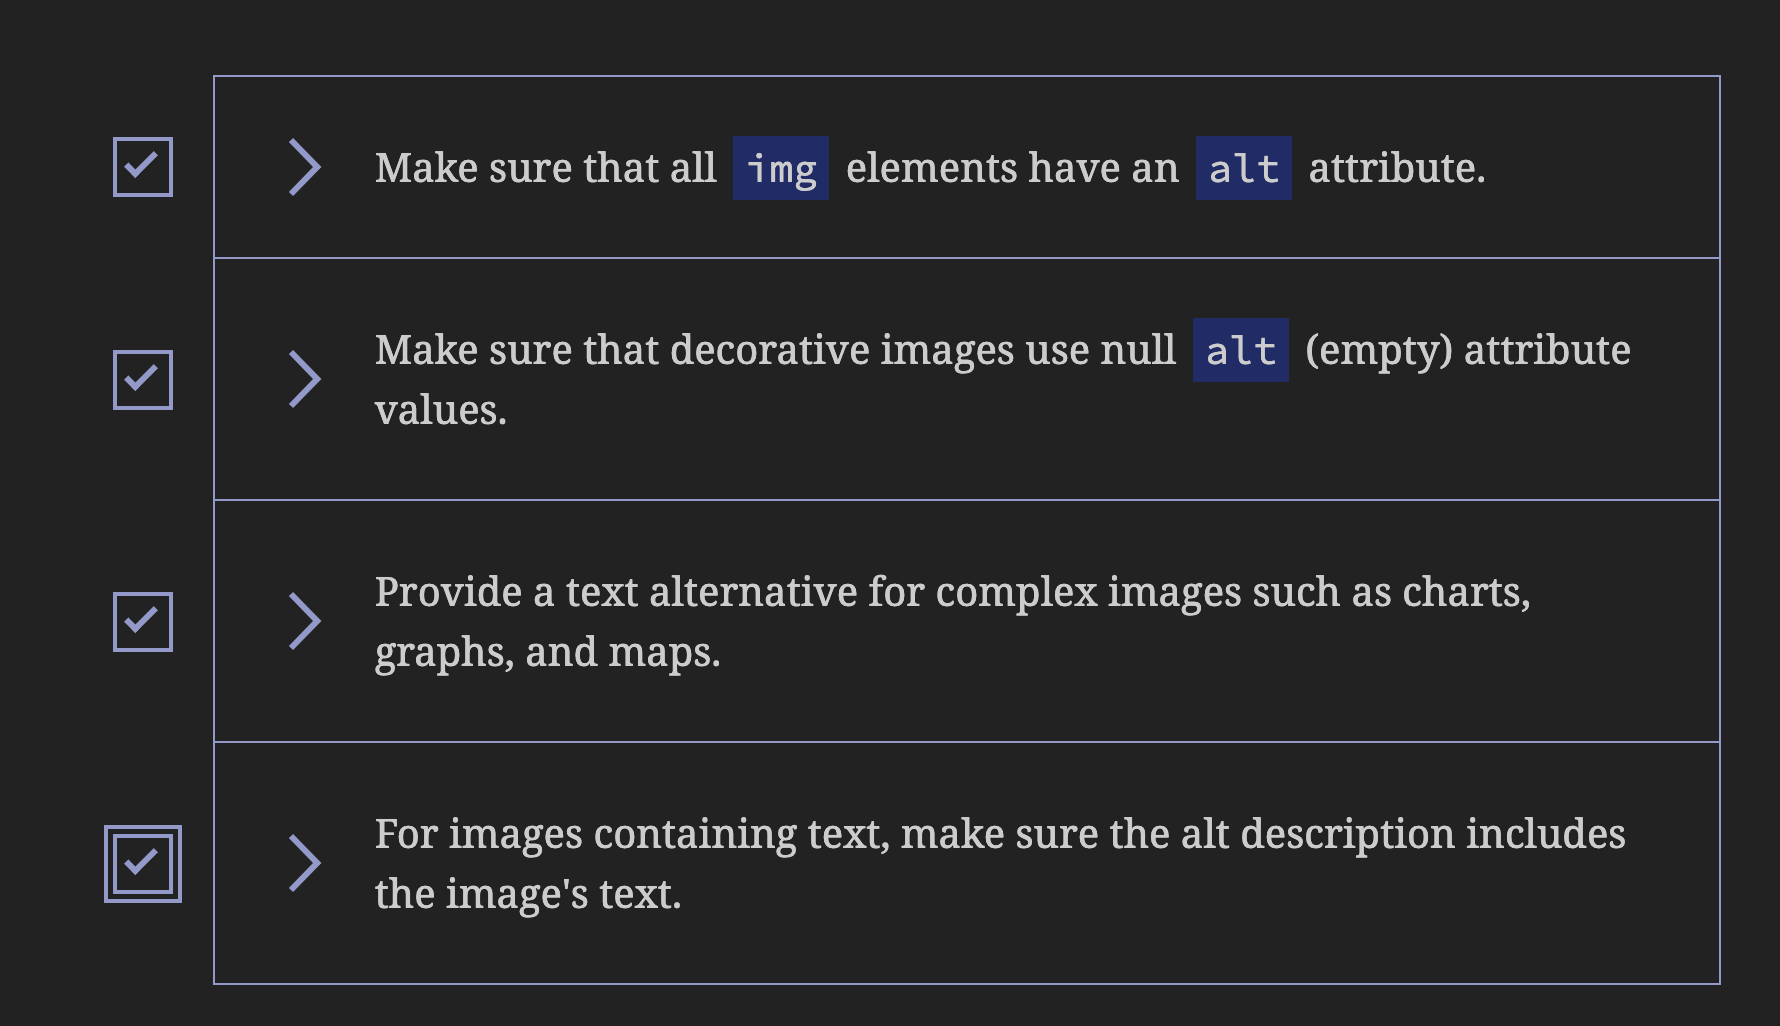 Make sure that all img elements have an alt attribute.
Make sure that decorative images use null alt (empty) attribute
values.
Provide a text alternative for complex images such as charts,
graphs, and maps.
For images containing text, make sure the alt description includes
the image's text.